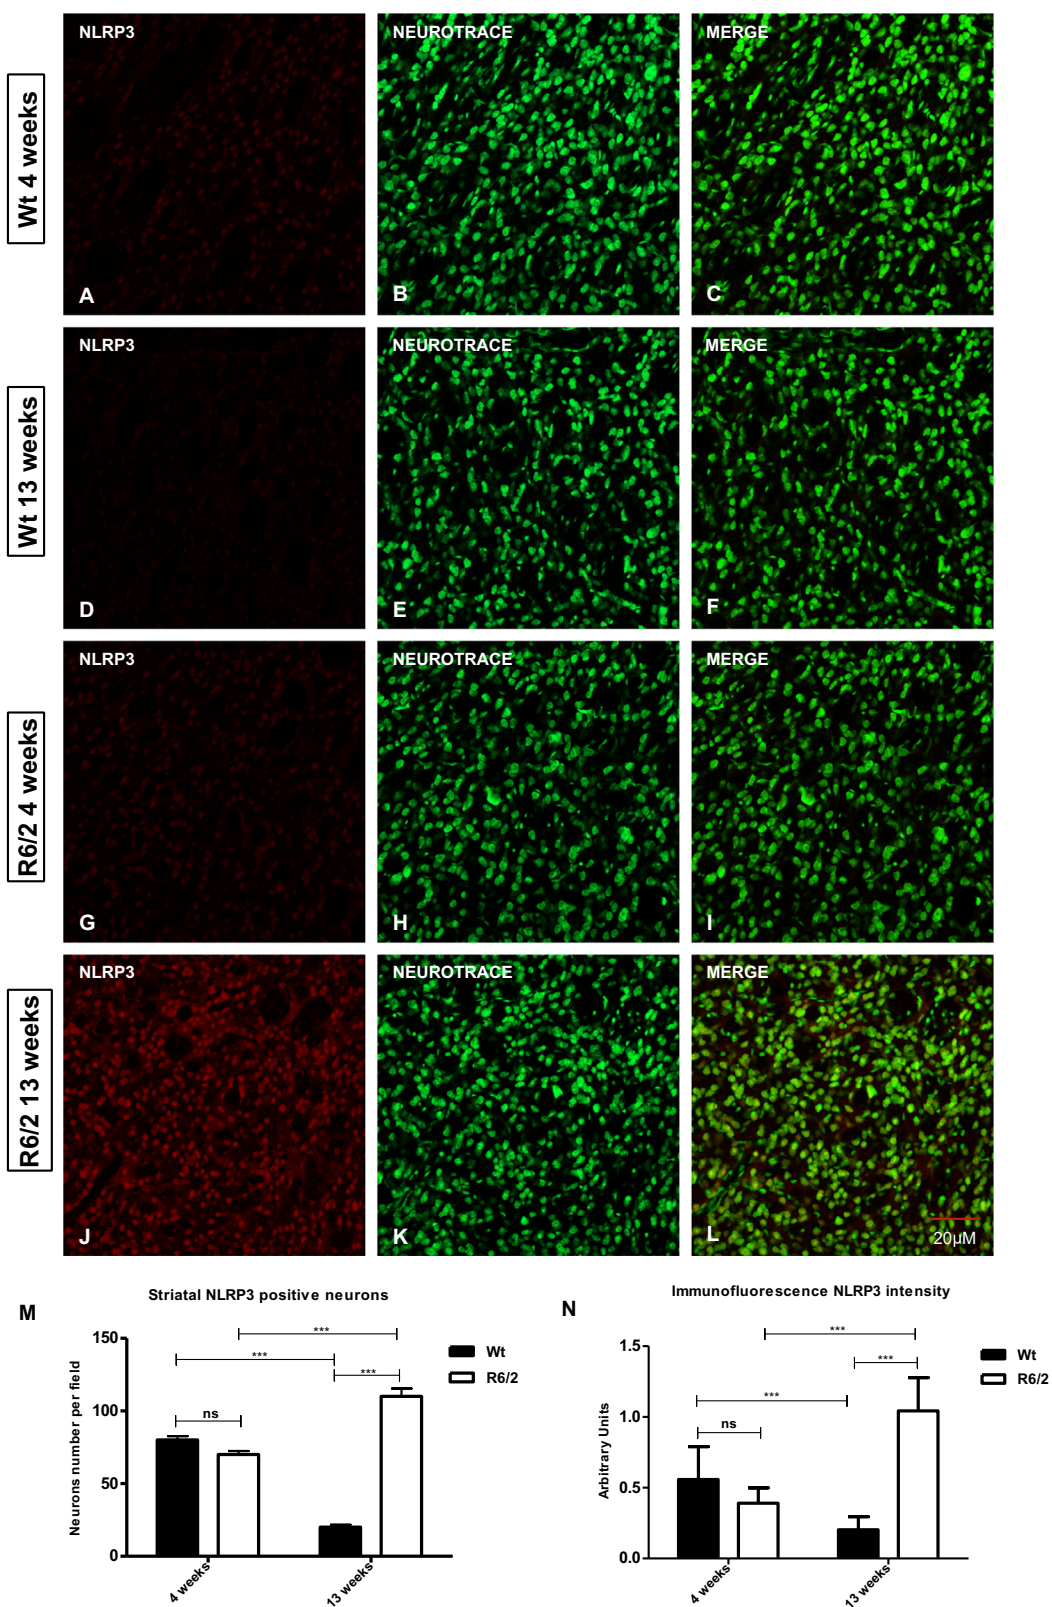 Wt 4 weeks
NLRP3
NEUROTRACE
MERGE
A
B
C
Wt 13 weeks
NLRP3
NEUROTRACE
MERGE
D
E
F
R6/2 4 weeks
NLRP3
NEUROTRACE
MERGE
G
H
I
R6/2 13 weeks
NLRP3
NEUROTRACE
MERGE
J
K
L
20µM
M
Striatal NLRP3 positive neurons
Neurons number per field
150
100
50
0
***
***
***
ns
Wt
R6/2
4 weeks
13 weeks
N
Immunofluorescence NLRP3 intensity
Arbitrary Units
1.5
1.0
0.5
0.0
***
***
***
ns
Wt
R6/2
4 weeks
13 weeks